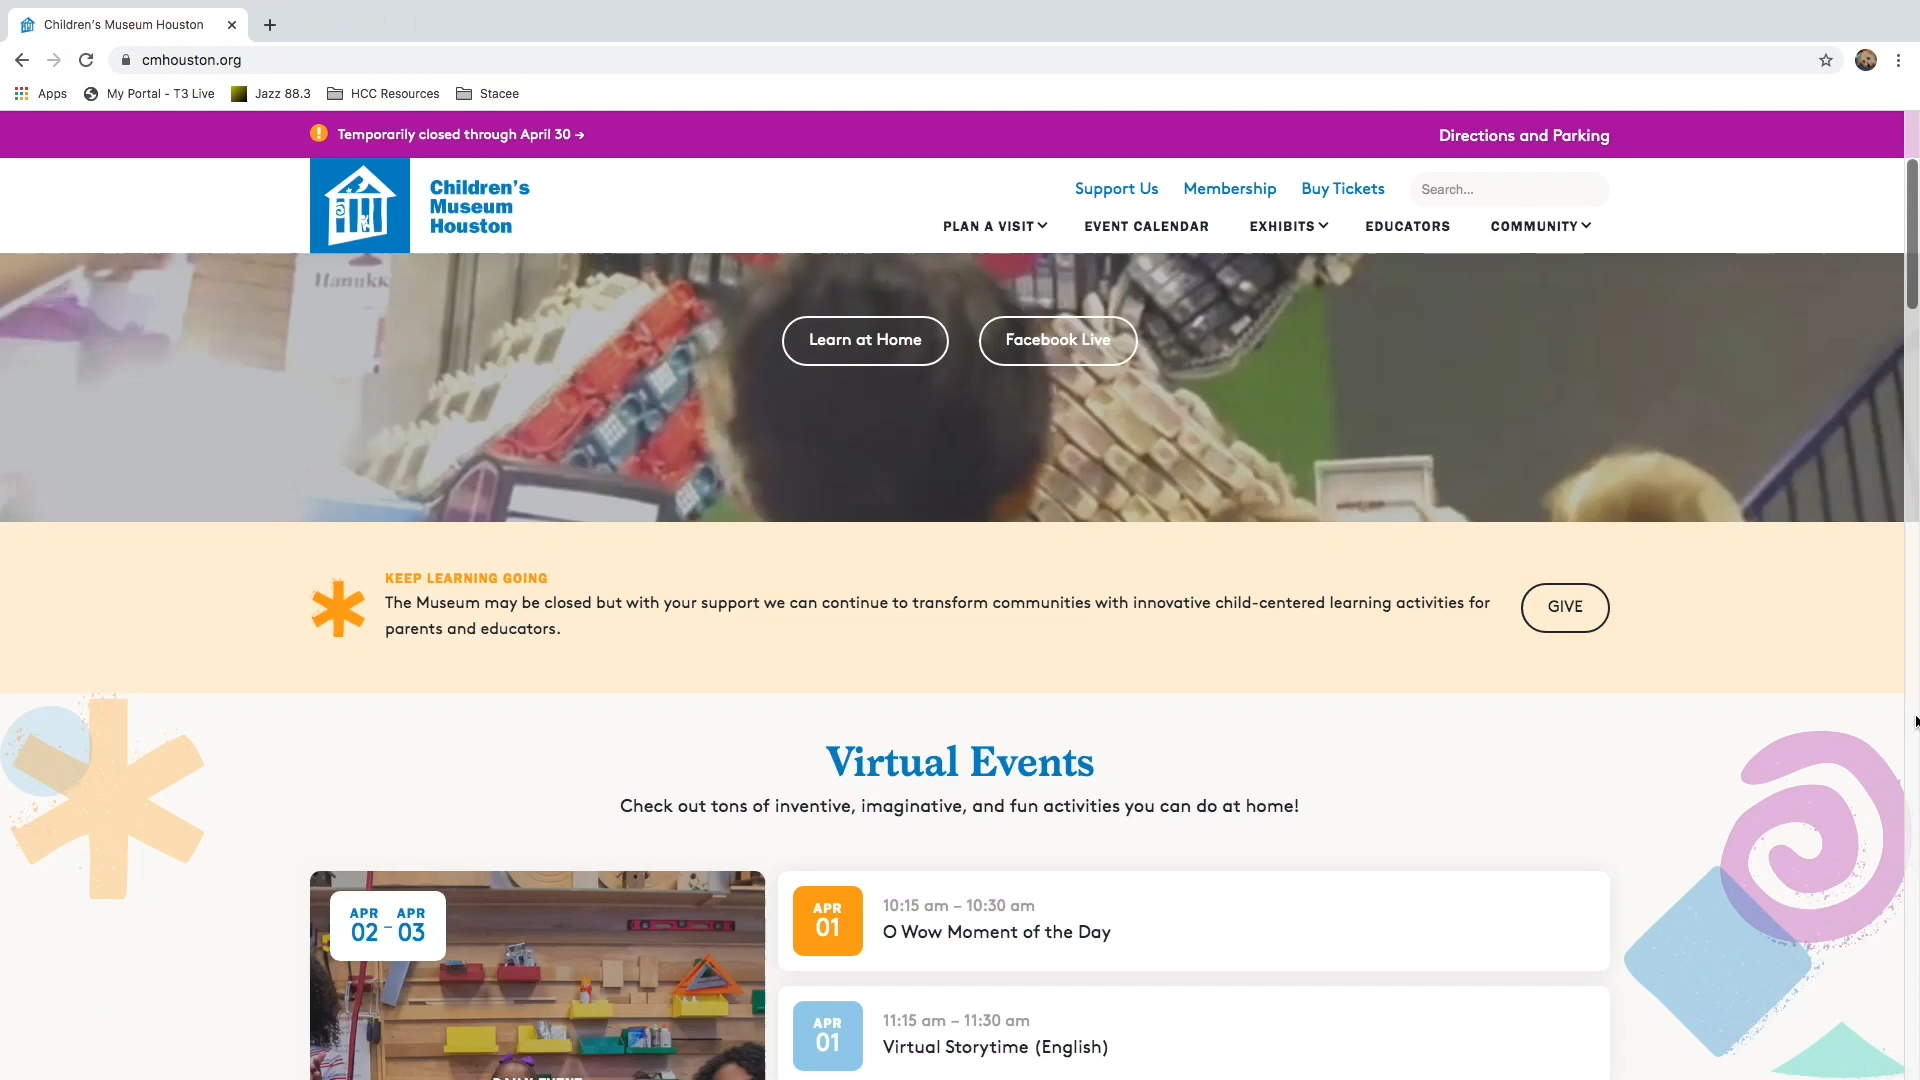 Children's Museum Houston
cmhouston.org
Apps
My Portal - T3 Live
Jazz 88.3
HCC Resources
Stacee
Temporarily closed through April 30 →
Directions and Parking
Children's
Museum
Houston
Support Us
Membership
Buy Tickets
Search...
PLAN A VISIT
EVENT CALENDAR
EXHIBITS
EDUCATORS
COMMUNITY
Learn at Home
Facebook Live
KEEP LEARNING GOING
The Museum may be closed but with your support we can continue to transform communities with innovative child-centered learning activities for
parents and educators.
GIVE
Virtual Events
Check out tons of inventive, imaginative, and fun activities you can do at home!
APR APR
02 – 03
APR
01
10:15 am – 10:30 am
O Wow Moment of the Day
APR
01
11:15 am – 11:30 am
Virtual Storytime (English)